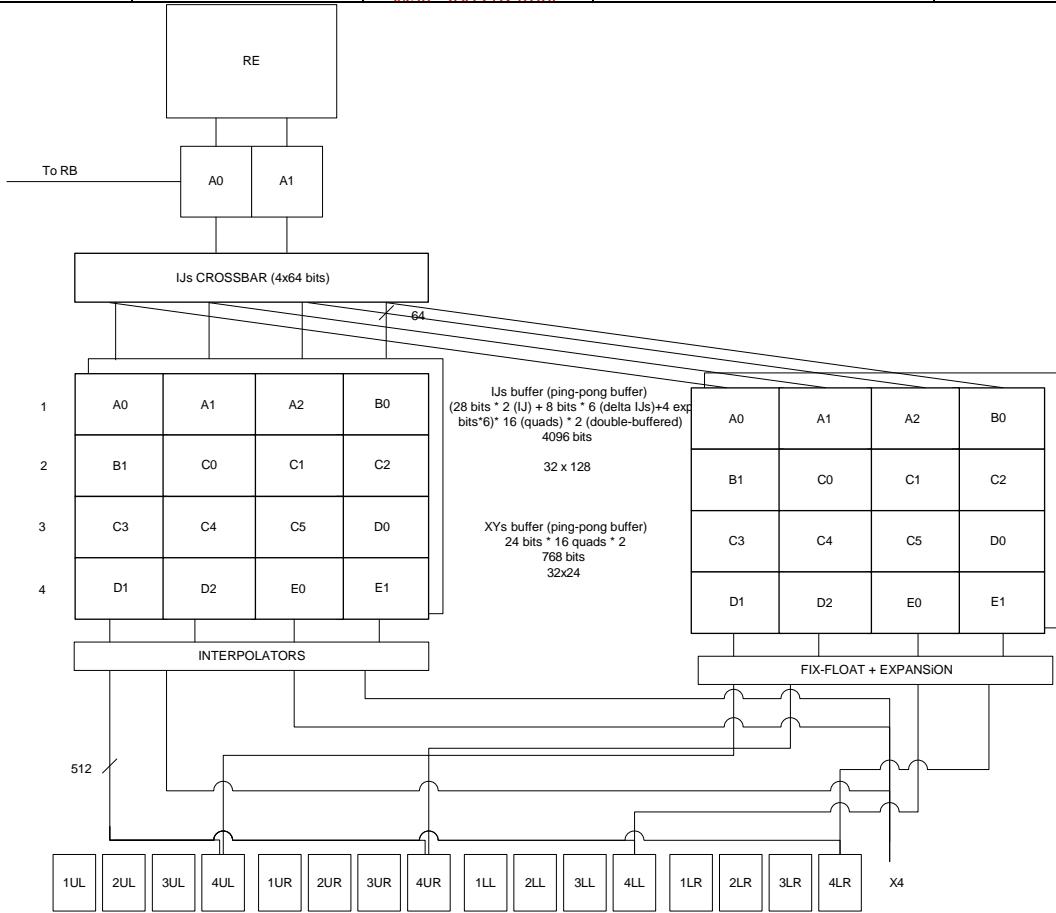 RE
To RB
A0 A1
IJs CROSSBAR (4x64 bits)
64
1 A0 A1 A2 B0
2 B1 C0 C1 C2
3 C3 C4 C5 D0
4 D1 D2 E0 E1
IJs buffer (ping-pong buffer)
(28 bits * 2 (IJ) + 8 bits * 6 (delta IJs)+4 exp
bits*6)* 16 (quads) * 2 (double-buffered)
4096 bits
32 x 128
XYs buffer (ping-pong buffer)
24 bits * 16 quads * 2
768 bits
32x24
A0 A1 A2 B0
B1 C0 C1 C2
C3 C4 C5 D0
D1 D2 E0 E1
INTERPOLATORS
FIX-FLOAT + EXPANSiON
512
1UL 2UL 3UL 4UL 1UR 2UR 3UR 4UR 1LL 2LL 3LL 4LL 1LR 2LR 3LR 4LR X4